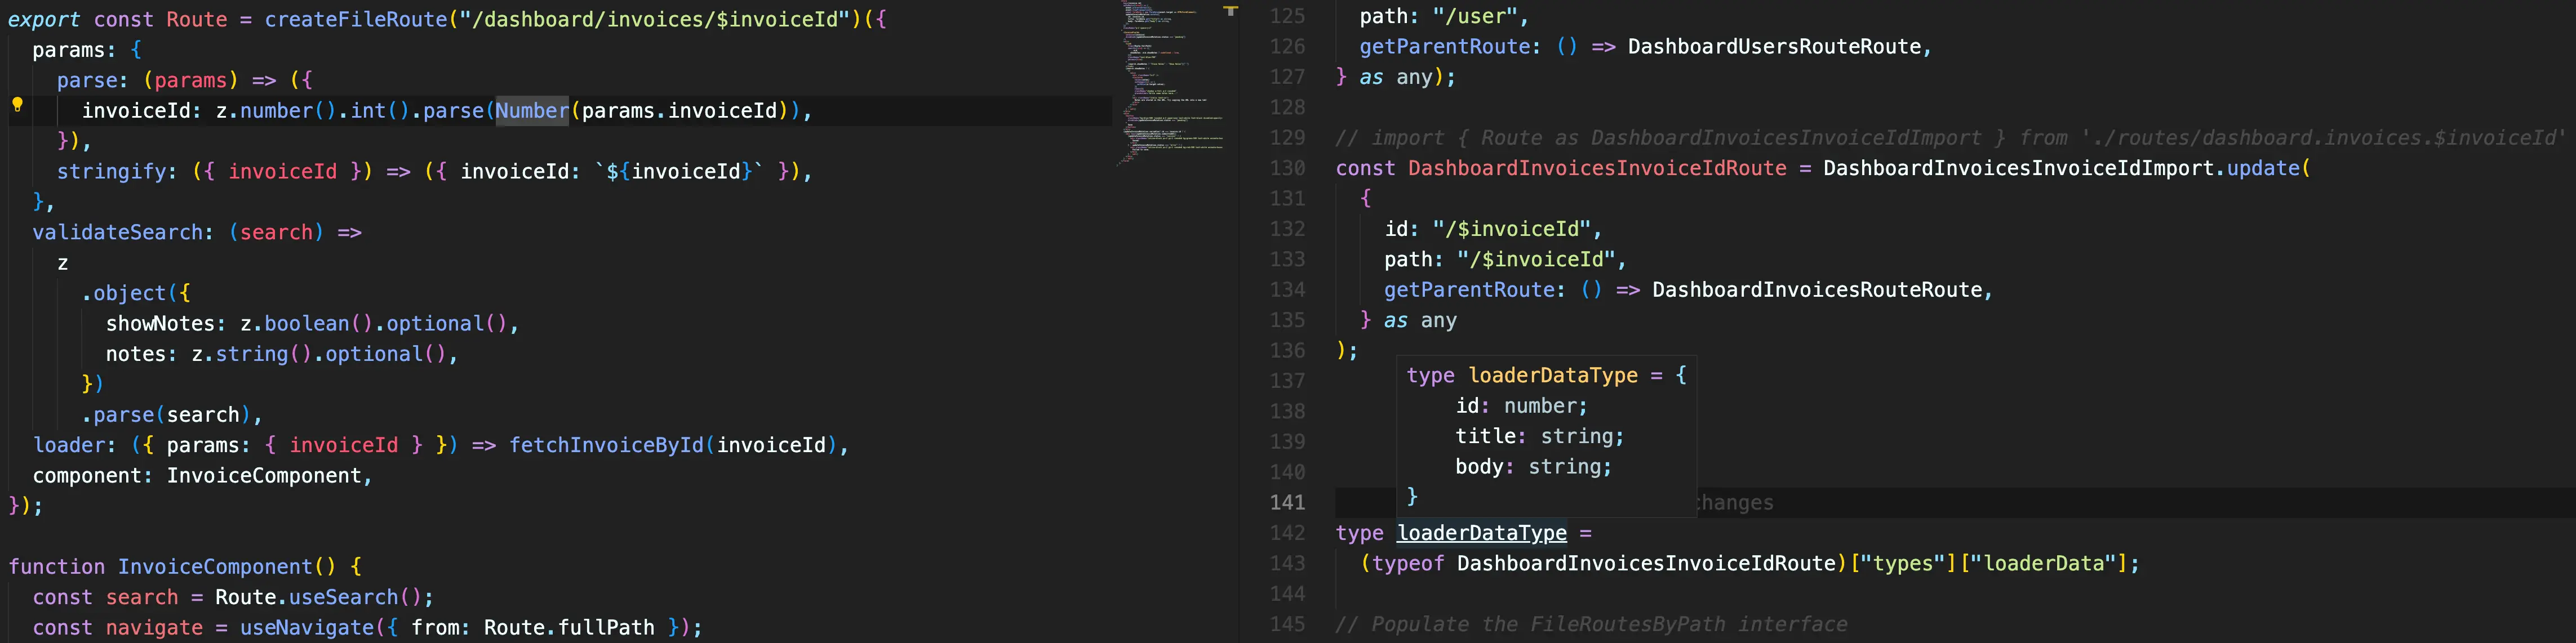 export const Route = createFileRoute("/dashboard/invoices/$invoiceId")({
params: {
parse: (params) => ({
invoiceId: z.number().int().parse(Number(params.invoiceId)),
}),
stringify: ({ invoiceId }) => ({ invoiceId: `${invoiceId}` }),
},
validateSearch: (search) =>
z
.object({
showNotes: z.boolean().optional(),
notes: z.string().optional(),
})
.parse(search),
loader: ({ params: { invoiceId } }) => fetchInvoiceById(invoiceId),
component: InvoiceComponent,
});
function InvoiceComponent() {
const search = Route.useSearch();
const navigate = useNavigate({ from: Route.fullPath });
125 path: "/user",
126 getParentRoute: () => DashboardUsersRouteRoute,
127 } as any);
128
129 // import { Route as DashboardInvoicesInvoiceIdImport } from './routes/dashboard.invoices.$invoiceId'
130 const DashboardInvoicesInvoiceIdRoute = DashboardInvoicesInvoiceIdImport.update(
131 {
132 id: "/$invoiceId",
133 path: "/$invoiceId",
134 getParentRoute: () => DashboardInvoicesRouteRoute,
135 } as any
136 );
137 type loaderDataType = {
138 id: number;
139 title: string;
140 body: string;
141 } changes
142 type loaderDataType =
143 (typeof DashboardInvoicesInvoiceIdRoute)["types"]["loaderData"];
144
145 // Populate the FileRoutesByPath interface